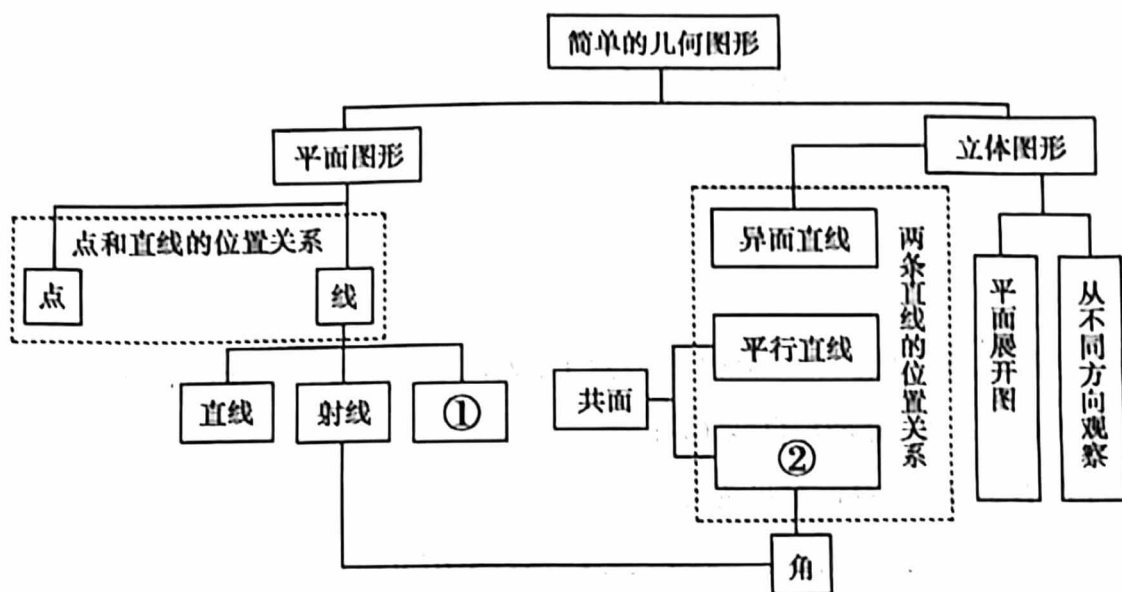 简单的几何图形
平面图形
立体图形
点和直线的位置关系
点
线
直线
射线
①
异面直线
平行直线
②
共面
两条直线的位置关系
平面展开图
从不同方向观察
角